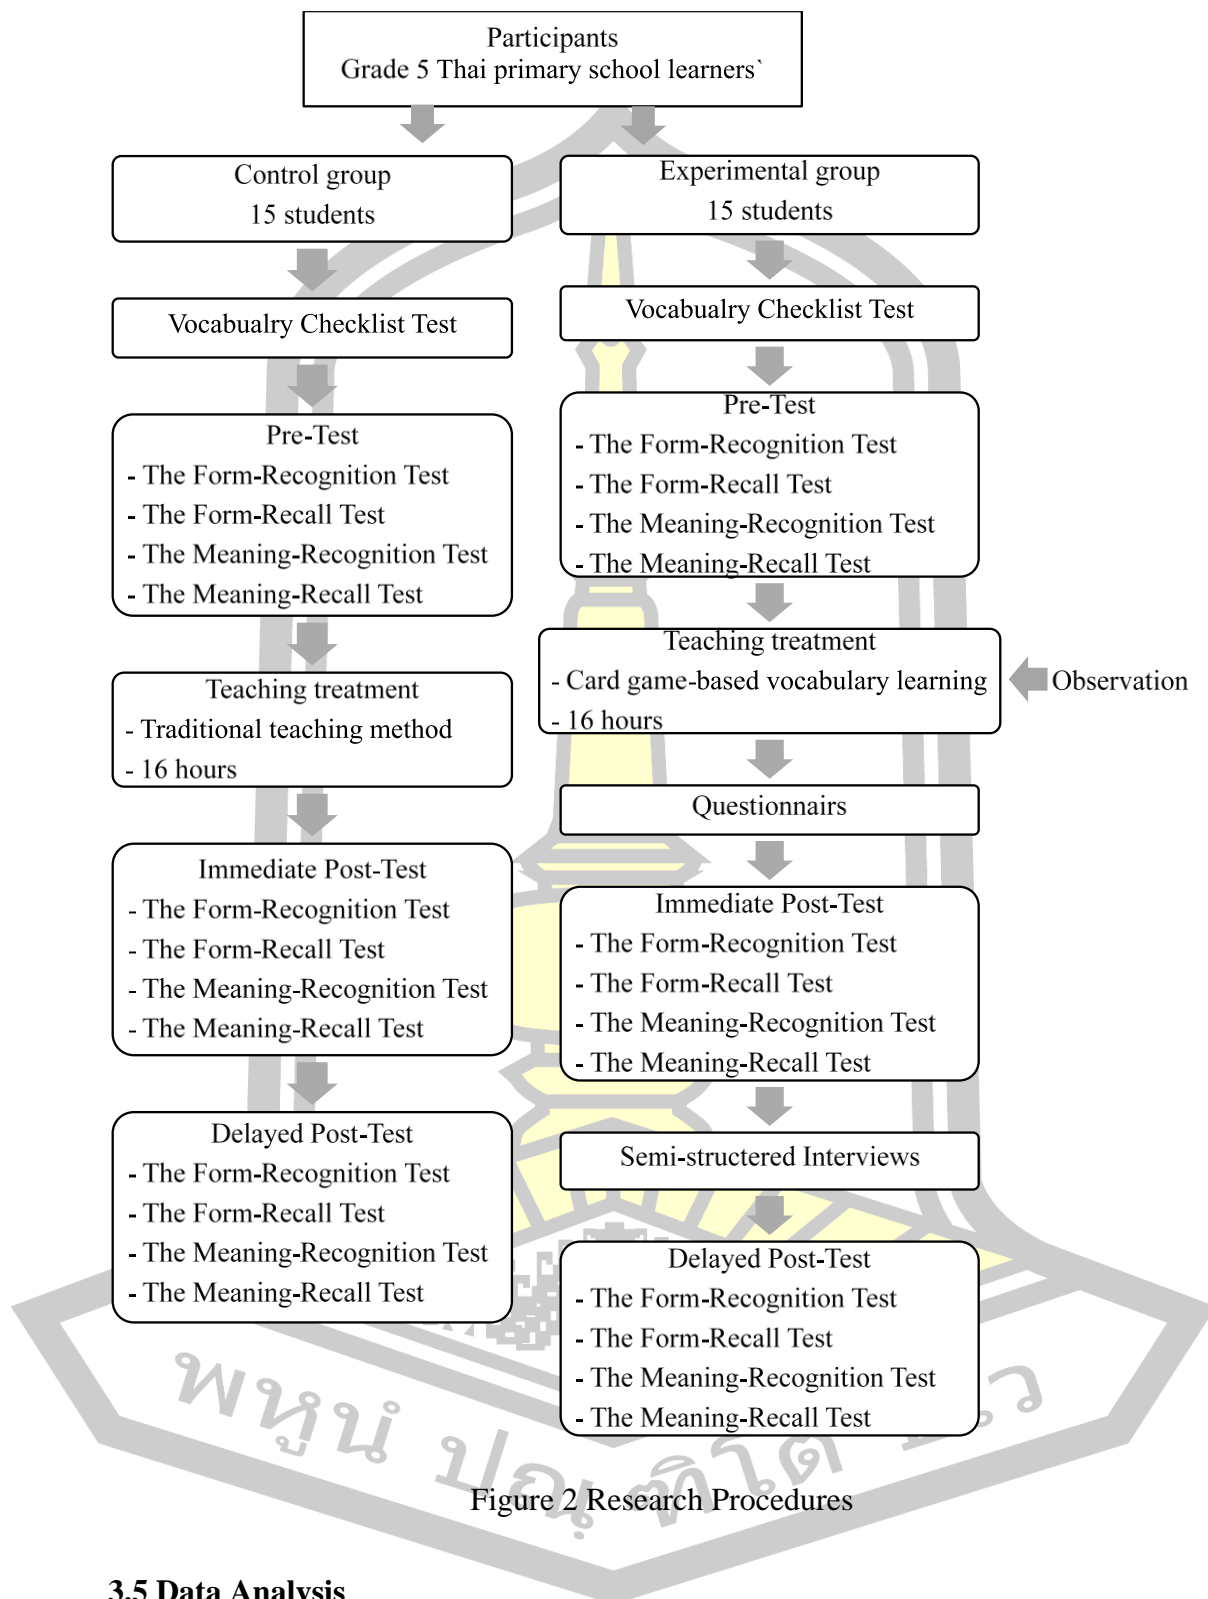 Participants
Grade 5 Thai primary school learners`
Control group
15 students
Vocabualry Checklist Test
Pre-Test
- The Form-Recognition Test
- The Form-Recall Test
- The Meaning-Recognition Test
- The Meaning-Recall Test
Teaching treatment
- Traditional teaching method
- 16 hours
Immediate Post-Test
- The Form-Recognition Test
- The Form-Recall Test
- The Meaning-Recognition Test
- The Meaning-Recall Test
Delayed Post-Test
- The Form-Recognition Test
- The Form-Recall Test
- The Meaning-Recognition Test
- The Meaning-Recall Test
Experimental group
15 students
Vocabualry Checklist Test
Pre-Test
- The Form-Recognition Test
- The Form-Recall Test
- The Meaning-Recognition Test
- The Meaning-Recall Test
Teaching treatment
- Card game-based vocabulary learning
- 16 hours
Observation
Questionnairs
Immediate Post-Test
- The Form-Recognition Test
- The Form-Recall Test
- The Meaning-Recognition Test
- The Meaning-Recall Test
Semi-structered Interviews
Delayed Post-Test
- The Form-Recognition Test
- The Form-Recall Test
- The Meaning-Recognition Test
- The Meaning-Recall Test
พหูนํ ปณฺฑิโต
Figure 2 Research Procedures
3.5 Data Analysis